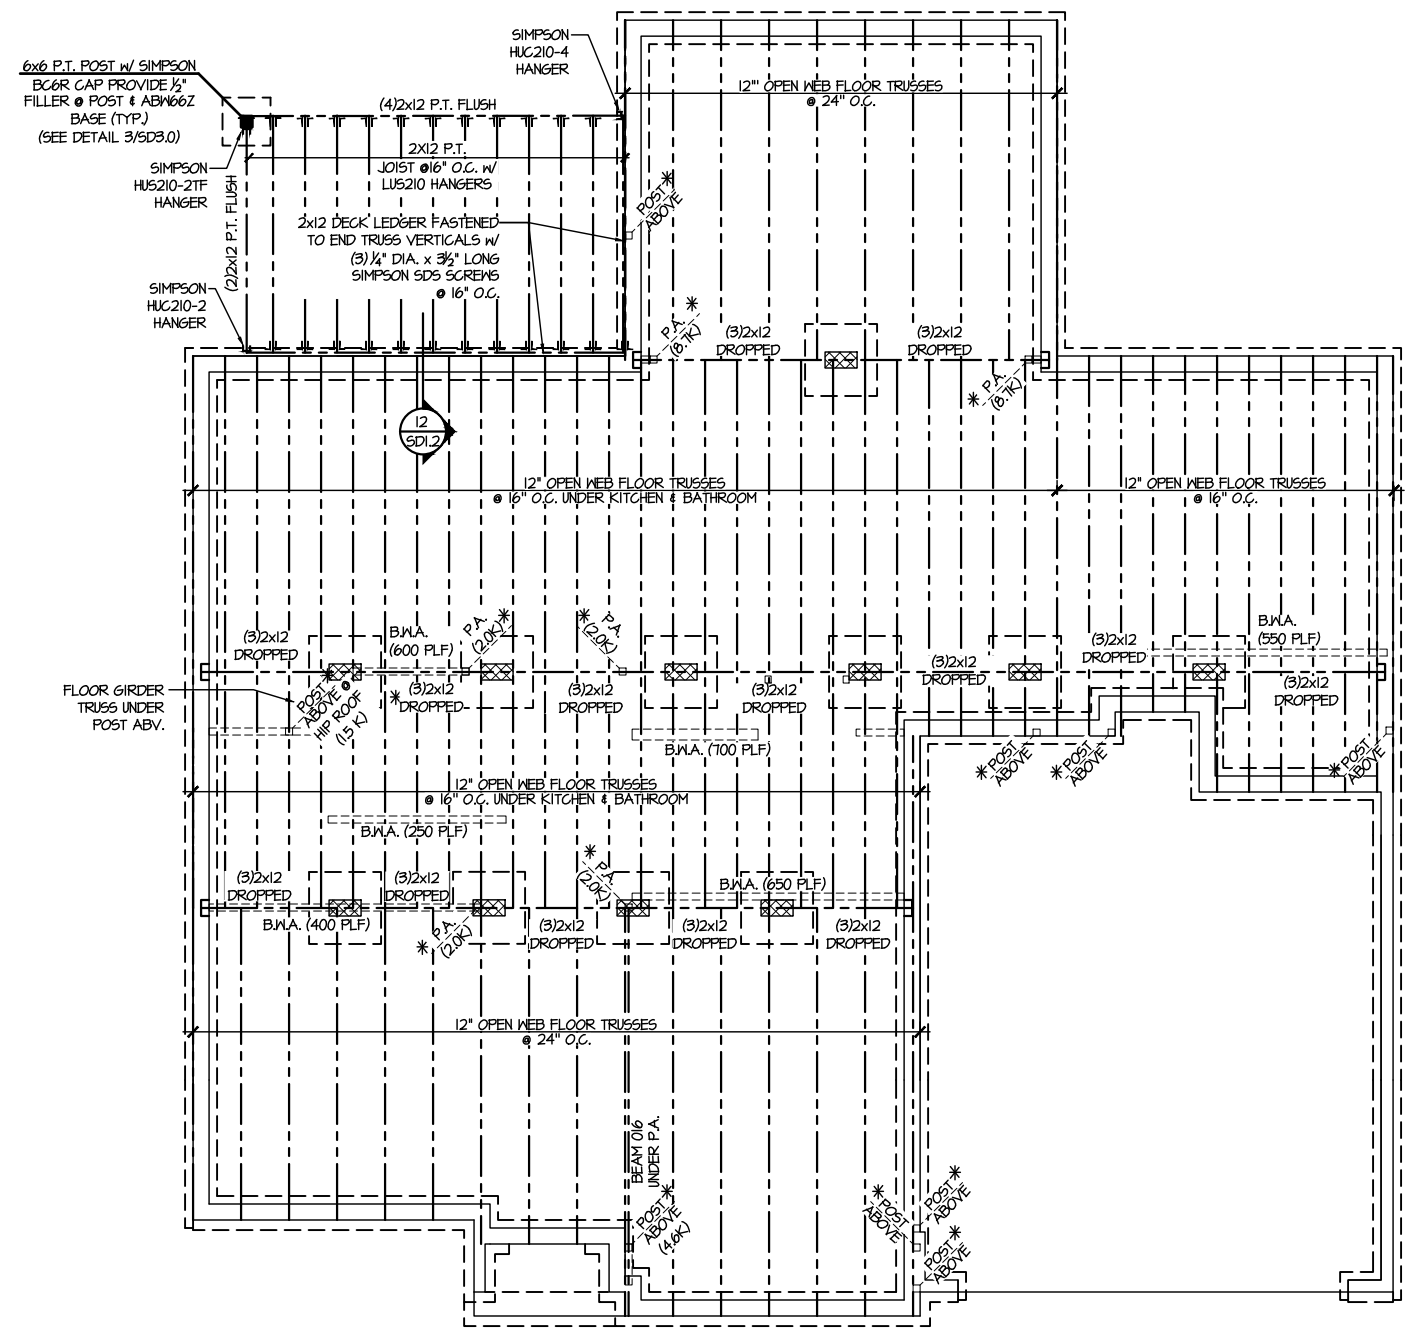 SIMPSON
HUC210-4
HANGER
6x6 P.T. POST W/ SIMPSON
BC6R CAP PROVIDE ½"
FILLER @ POST & ABW66Z
BASE (TYP.)
(SEE DETAIL 3/SD3.0)
(4)2x12 P.T. FLUSH
12" OPEN WEB FLOOR TRUSSES
@ 24" O.C.
2X12 P.T.
JOIST @16" O.C. W/
LUS210 HANGERS
SIMPSON
HUS210-2TF
HANGER
(2)2x12 P.T. FLUSH
POST
ABOVE
2x12 DECK LEDGER FASTENED
TO END TRUSS VERTICALS W/
(3) ¼" DIA. x 3½" LONG
SIMPSON SDS SCREWS
@ 16" O.C.
SIMPSON
HUC210-2
HANGER
P.A.
(8.7K)
(3)2x12
DROPPED
(3)2x12
DROPPED
P.A.
(8.7K)
12
SD1.2
12" OPEN WEB FLOOR TRUSSES
@ 16" O.C. UNDER KITCHEN & BATHROOM
12" OPEN WEB FLOOR TRUSSES
@ 16" O.C.
(3)2x12
DROPPED
B.W.A.
(600 PLF)
P.A.
(2.0K)
P.A.
(2.0K)
(3)2x12
DROPPED
(3)2x12
DROPPED
B.W.A.
(550 PLF)
FLOOR GIRDER
TRUSS UNDER
POST ABV.
POST
ABOVE @
HIP ROOF
(1.5 K)
(3)2x12
DROPPED
(3)2x12
DROPPED
(3)2x12
DROPPED
(3)2x12
DROPPED
B.W.A. (700 PLF)
POST
ABOVE
POST
ABOVE
POST
ABOVE
12" OPEN WEB FLOOR TRUSSES
@ 16" O.C. UNDER KITCHEN & BATHROOM
B.W.A. (250 PLF)
P.A.
(2.0K)
(3)2x12
DROPPED
(3)2x12
DROPPED
B.W.A. (650 PLF)
B.W.A. (400 PLF)
P.A.
(2.0K)
(3)2x12
DROPPED
(3)2x12
DROPPED
(3)2x12
DROPPED
12" OPEN WEB FLOOR TRUSSES
@ 24" O.C.
BEAM 016
UNDER P.A.
POST
ABOVE
(4.6K)
POST
ABOVE
POST
ABOVE
POST
ABOVE